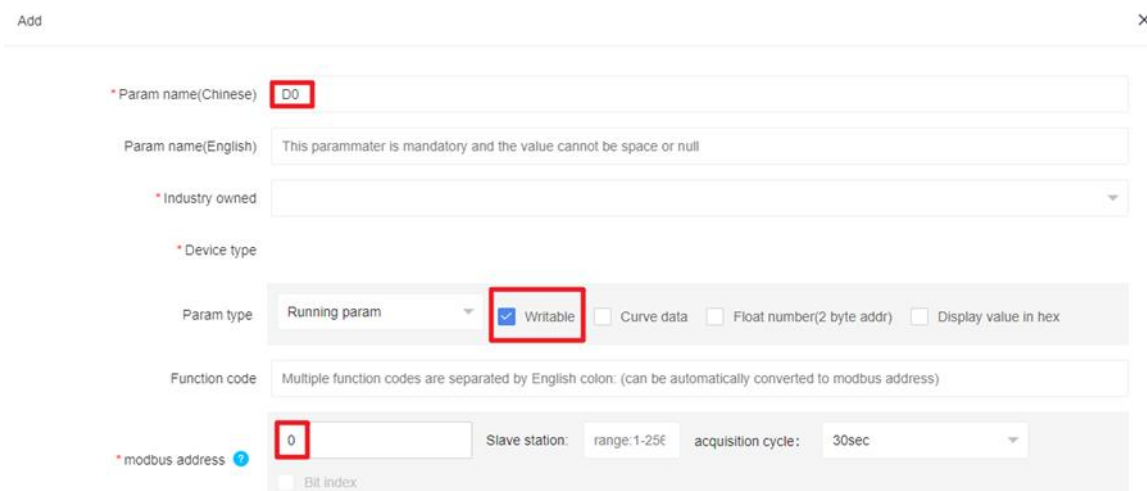 Add
* Param name(Chinese) D0
Param name(English) This parammater is mandatory and the value cannot be space or null
* Industry owned
* Device type
Param type Running param Writable Curve data Float number(2 byte addr) Display value in hex
Function code Multiple function codes are separated by English colon: (can be automatically converted to modbus address)
* modbus address ? 0 Slave station: range:1-256 acquisition cycle: 30sec
Bit index